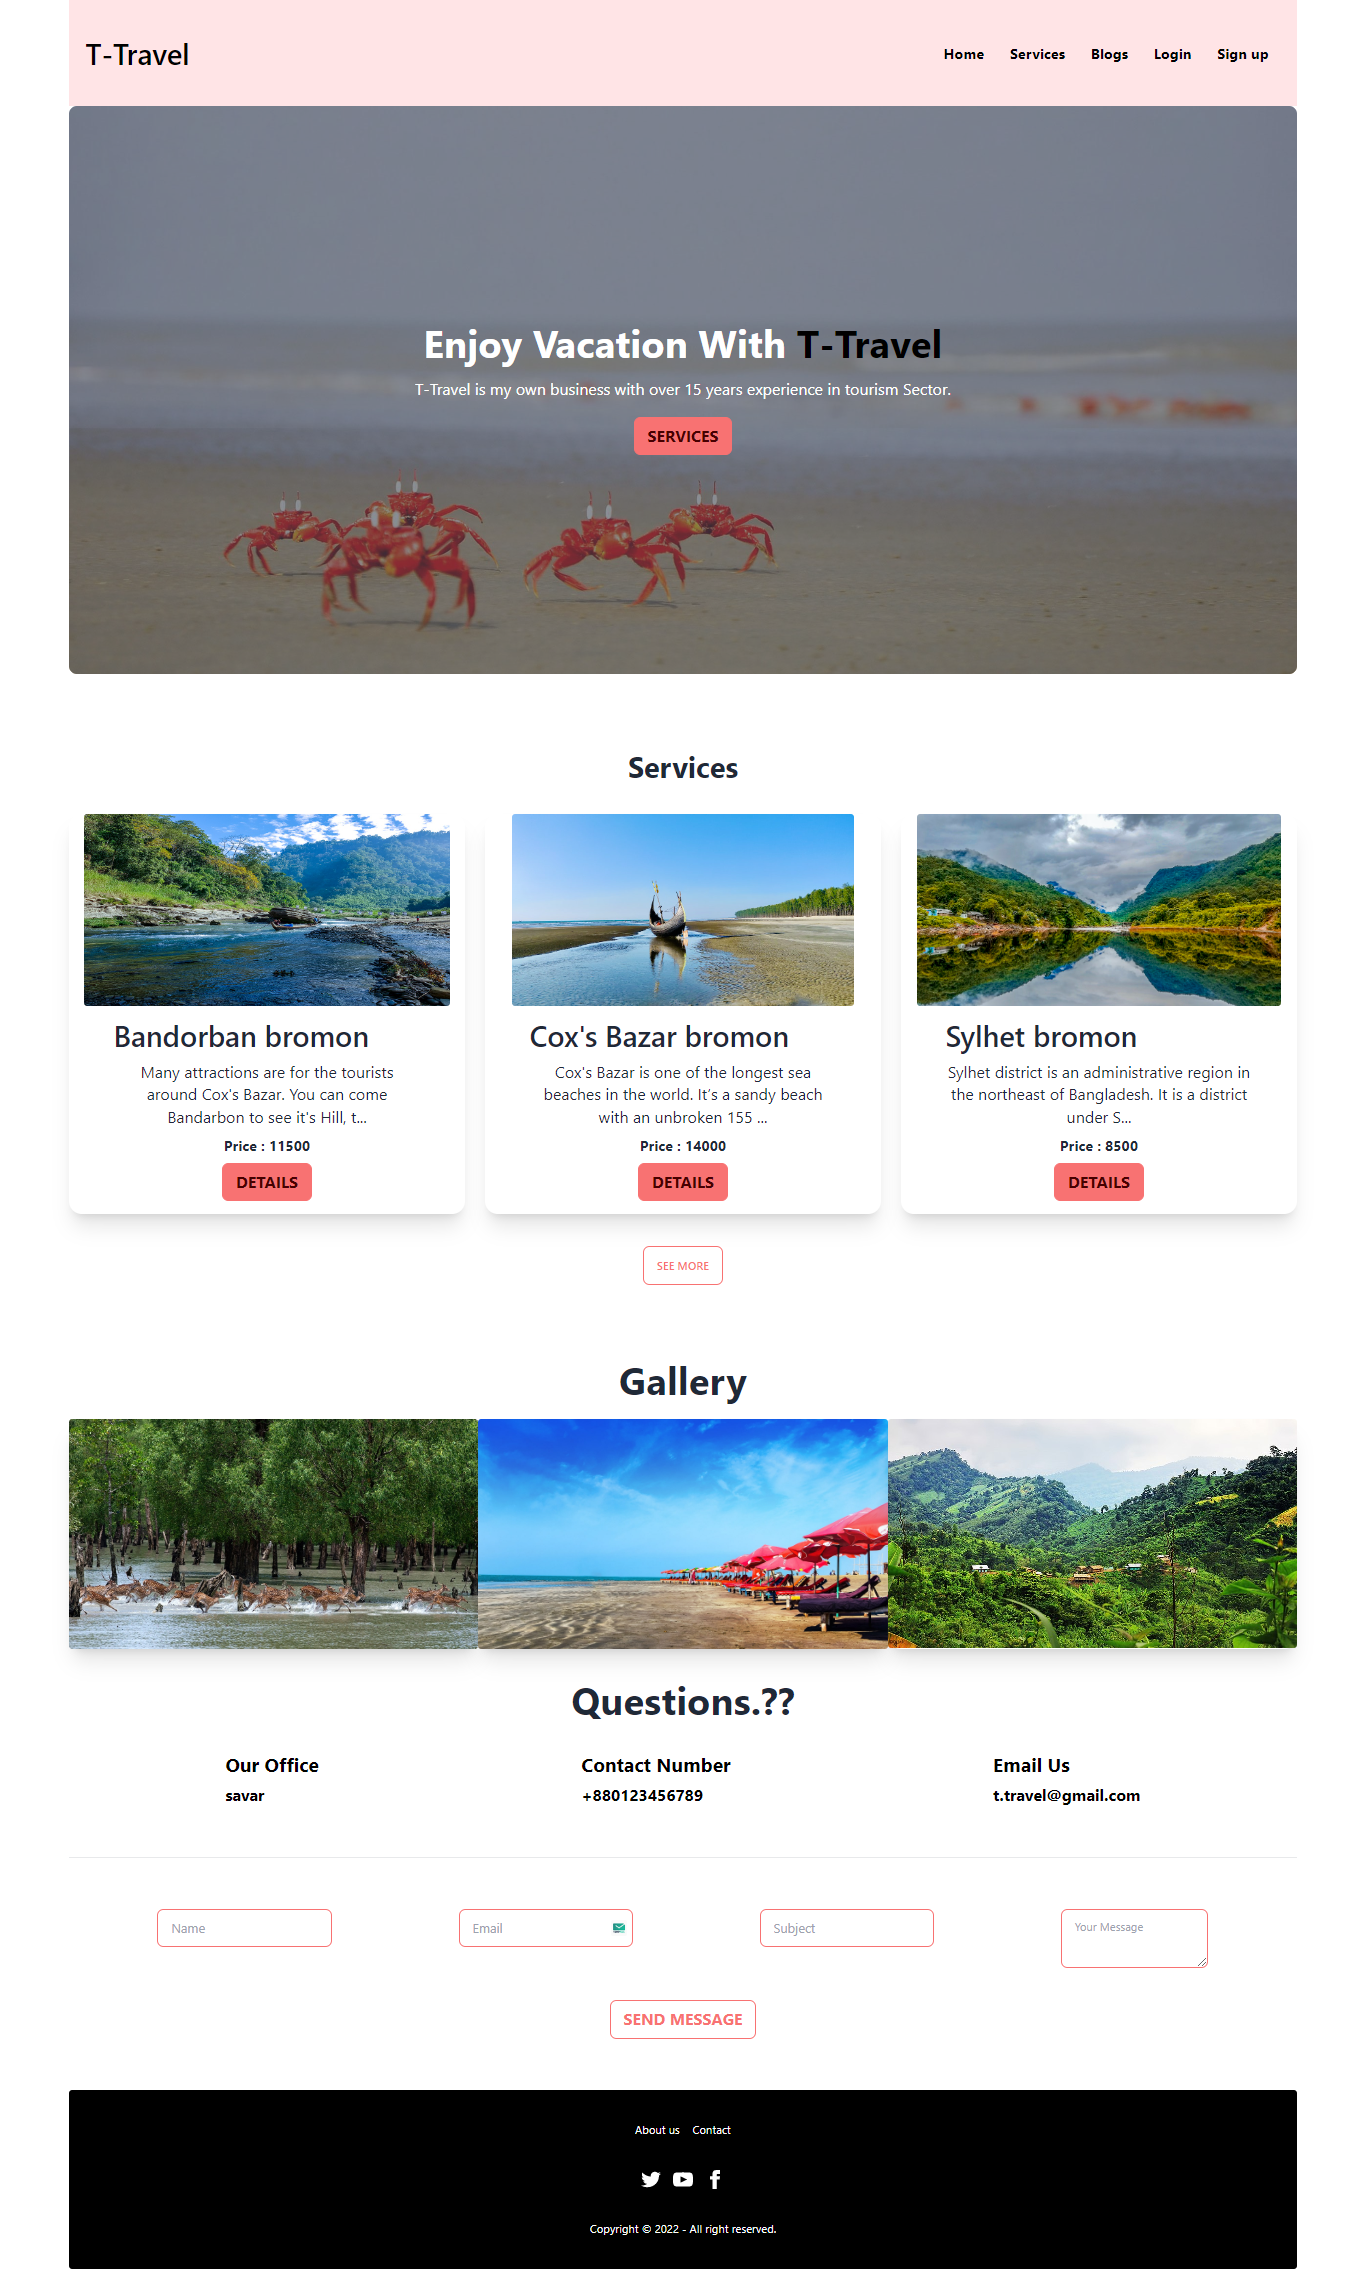 T-Travel
Home Services Blogs Login Sign up
Enjoy Vacation With T-Travel
T-Travel is my own business with over 15 years experience in tourism Sector.
SERVICES
Services
Bandorban bromon
Many attractions are for the tourists
around Cox's Bazar. You can come
Bandarbon to see it's Hill, t...
Price : 11500
DETAILS
Cox's Bazar bromon
Cox's Bazar is one of the longest sea
beaches in the world. It’s a sandy beach
with an unbroken 155 ...
Price : 14000
DETAILS
Sylhet bromon
Sylhet district is an administrative region in
the northeast of Bangladesh. It is a district
under S...
Price : 8500
DETAILS
SEE MORE
Gallery
Questions.??
Our Office
savar
Contact Number
+880123456789
Email Us
t.travel@gmail.com
Name
Email
Subject
Your Message
SEND MESSAGE
About us Contact
Copyright © 2022 - All right reserved.